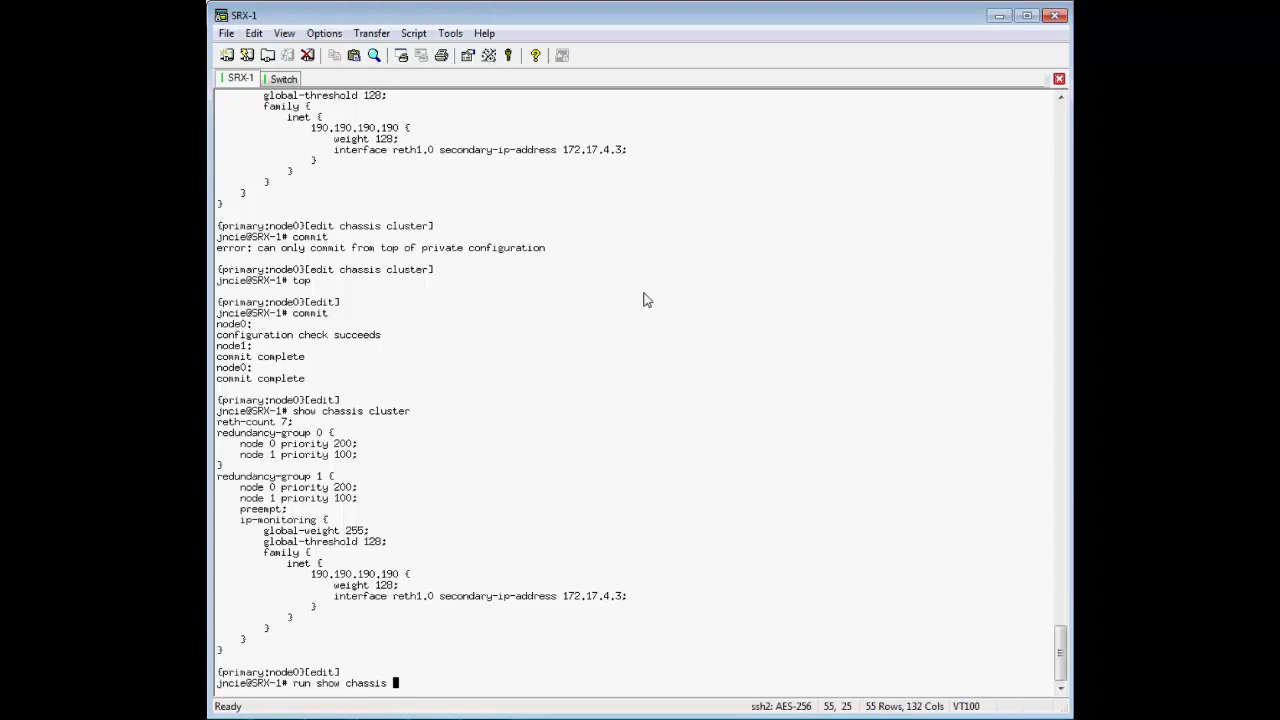 SRX-1
File Edit View Options Transfer Script Tools Help
SRX-1 Switch
global-threshold 128;
family {
inet {
190.190.190.190 {
weight 128;
interface reth1.0 secondary-ip-address 172.17.4.3;
}
}
}
}
}
{primary:node0}[edit chassis cluster]
jncie@SRX-1# commit
error: can only commit from top of private configuration
{primary:node0}[edit chassis cluster]
jncie@SRX-1# top
{primary:node0}[edit]
jncie@SRX-1# commit
node0:
configuration check succeeds
node1:
commit complete
node0:
commit complete
{primary:node0}[edit]
jncie@SRX-1# show chassis cluster
reth-count 7;
redundancy-group 0 {
node 0 priority 200;
node 1 priority 100;
}
redundancy-group 1 {
node 0 priority 200;
node 1 priority 100;
preempt;
ip-monitoring {
global-weight 255;
global-threshold 128;
family {
inet {
190.190.190.190 {
weight 128;
interface reth1.0 secondary-ip-address 172.17.4.3;
}
}
}
}
}
{primary:node0}[edit]
jncie@SRX-1# run show chassis
Ready ssh2: AES-256 55, 25 55 Rows, 132 Cols VT100